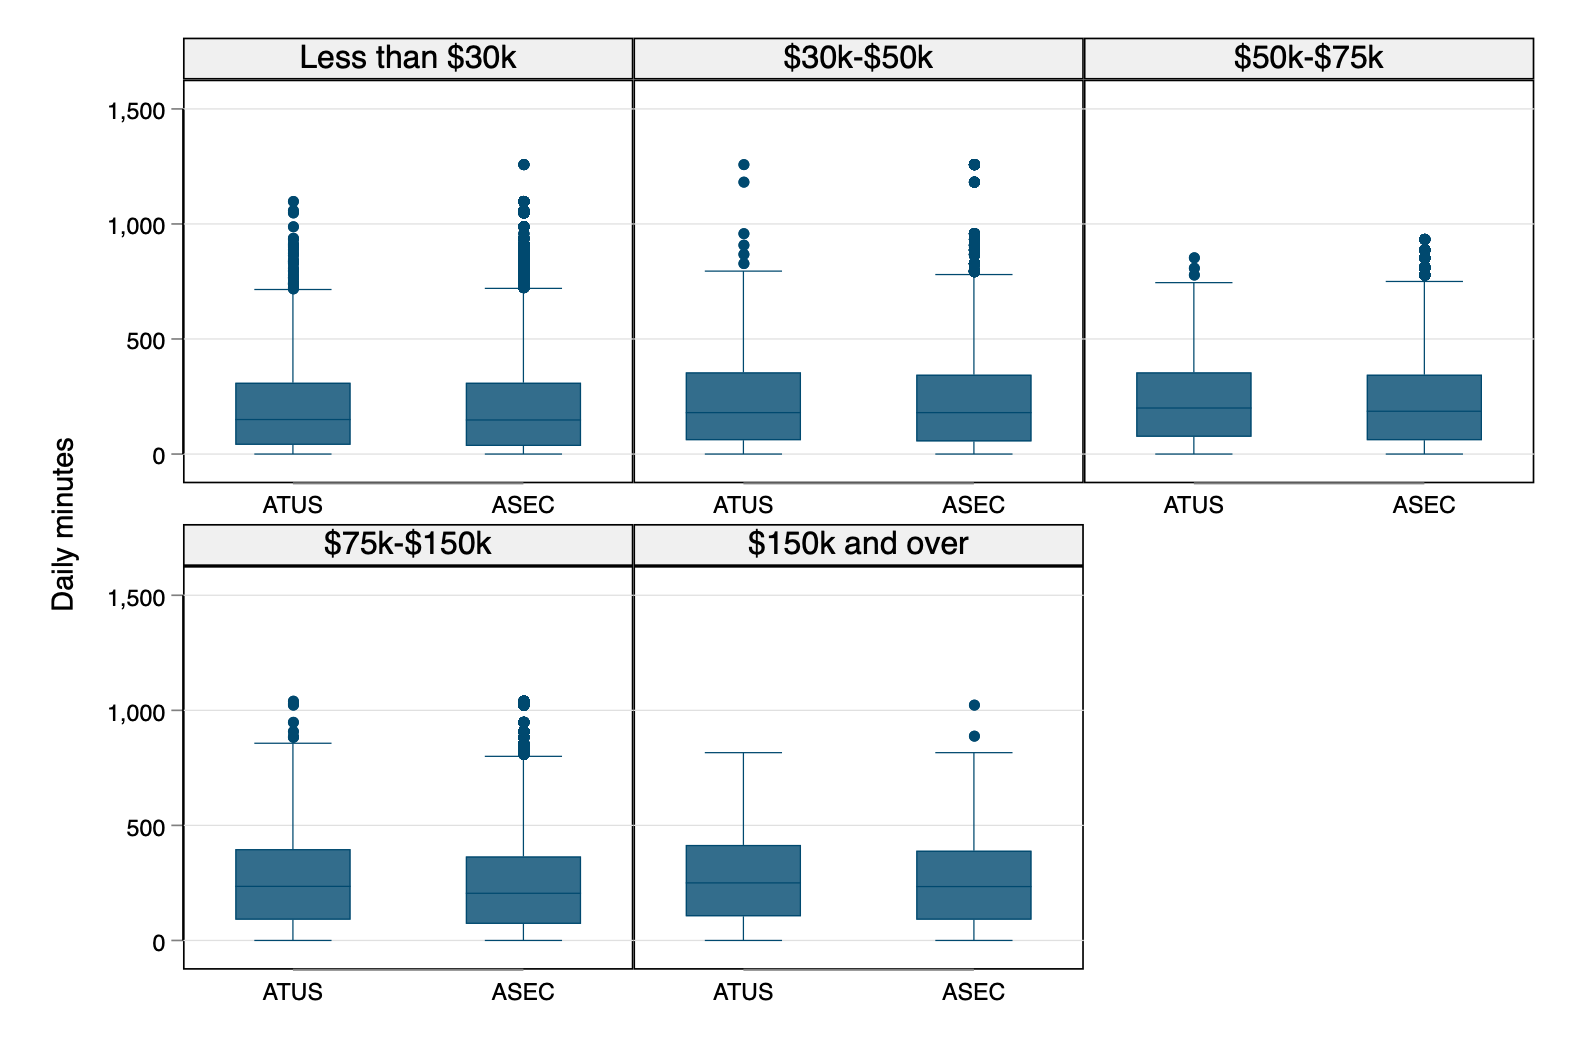 Less than $30k
$30k-$50k
$50k-$75k
1,500
1,000
500
0
ATUS
ASEC
ATUS
ASEC
ATUS
ASEC
Daily minutes
$75k-$150k
$150k and over
1,500
1,000
500
0
ATUS
ASEC
ATUS
ASEC